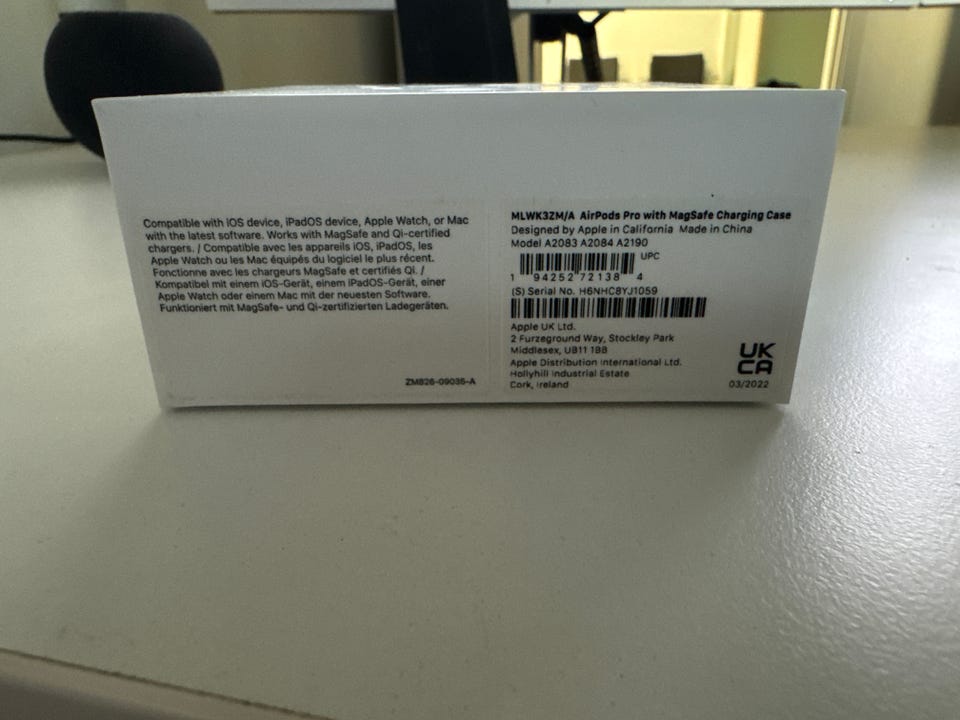 Compatible with iOS device, iPadOS device, Apple Watch, or Mac
with the latest software. Works with MagSafe and Qi-certified
chargers. / Compatible avec les appareils iOS, iPadOS, les
Apple Watch ou les Mac équipés du logiciel le plus récent.
Fonctionne avec les chargeurs MagSafe et certifiés Qi. /
Kompatibel mit einem iOS-Gerät, einem iPadOS-Gerät, einer
Apple Watch oder einem Mac mit der neuesten Software.
Funktioniert mit MagSafe- und Qi-zertifizierten Ladegeräten.
ZM826-09035-A
MLWK3ZM/A AirPods Pro with MagSafe Charging Case
Designed by Apple in California Made in China
Model A2083 A2084 A2190
UPC
1 94252 72138 4
(S) Serial No. H6NHC8YJ1059
Apple UK Ltd.
2 Furzeground Way, Stockley Park
Middlesex, UB11 1BB
Apple Distribution International Ltd.
Hollyhill Industrial Estate
Cork, Ireland
UK
CA
03/2022